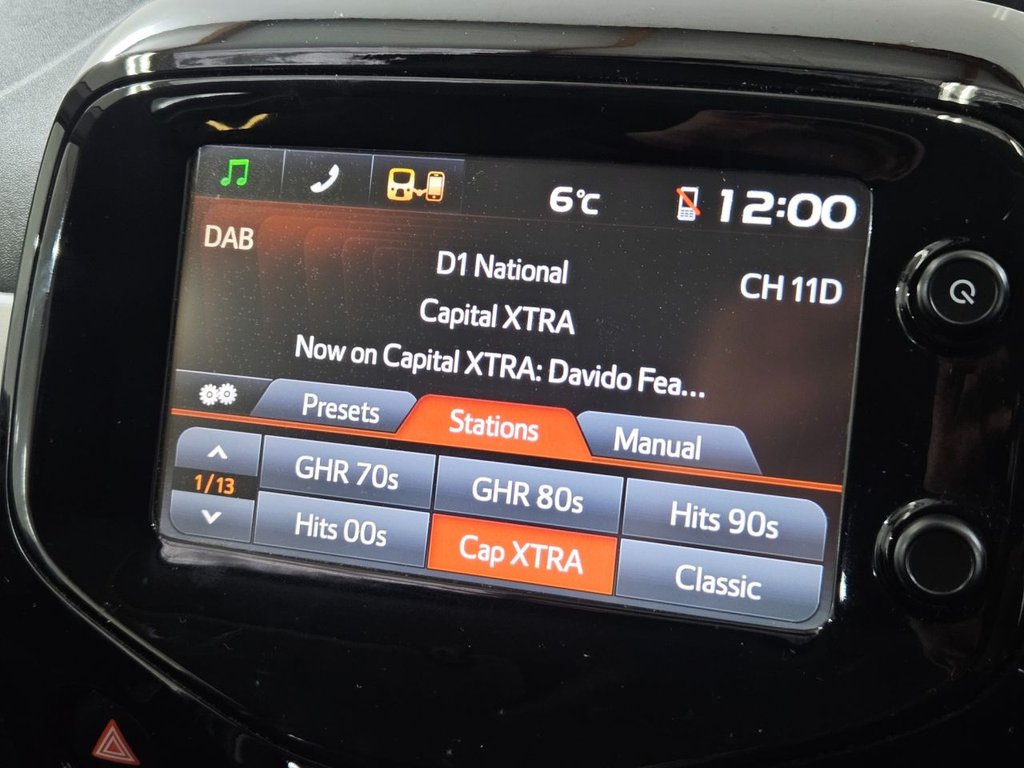 6°C
12:00
DAB
D1 National
CH 11D
Capital XTRA
Now on Capital XTRA: Davido Fea...
Presets
Stations
Manual
1/13
GHR 70s
GHR 80s
Hits 90s
Hits 00s
Cap XTRA
Classic